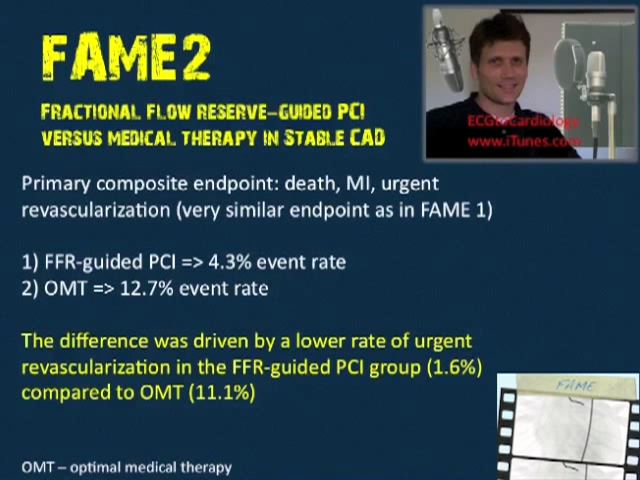 FAME2
FRACTIONAL FLOW RESERVE-GUIDED PCI
VERSUS MEDICAL THERAPY IN STABLE CAD
www.iTunes.com
Primary composite endpoint: death, MI, urgent
revascularization (very similar endpoint as in FAME 1)
1) FFR-guided PCI => 4.3% event rate
2) OMT => 12.7% event rate
The difference was driven by a lower rate of urgent
revascularization in the FFR-guided PCI group (1.6%)
compared to OMT (11.1%)
FAME
OMT – optimal medical therapy